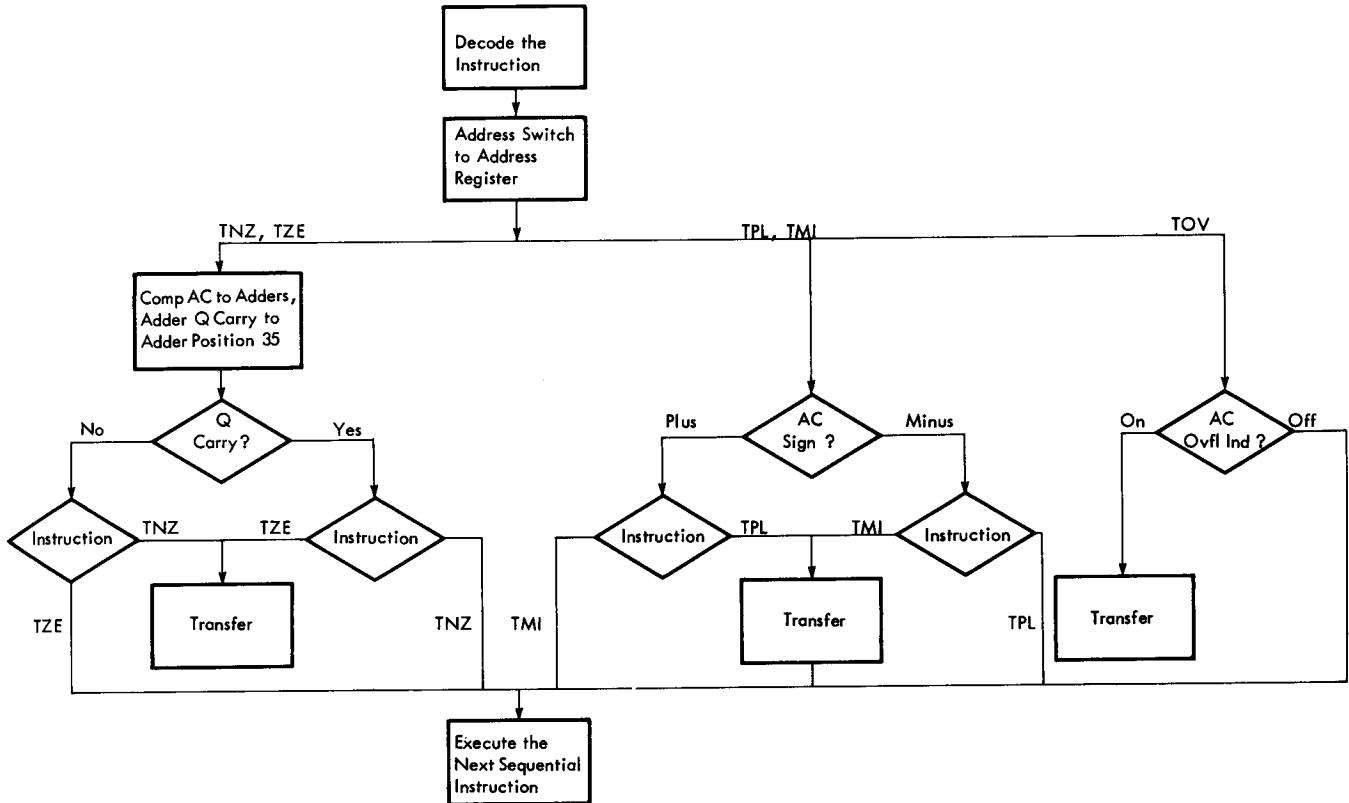 Decode the
Instruction
Address Switch
to Address
Register
TNZ, TZE
TPL, TMI
TOV
Comp AC to Adders,
Adder Q Carry to
Adder Position 35
No
Q
Carry?
Yes
Plus
AC
Sign ?
Minus
On
AC
Ovfl Ind ?
Off
Instruction
TNZ
TZE
Instruction
Instruction
TPL
TMI
Instruction
TZE
Transfer
TNZ
TMI
Transfer
TPL
Transfer
Execute the
Next Sequential
Instruction